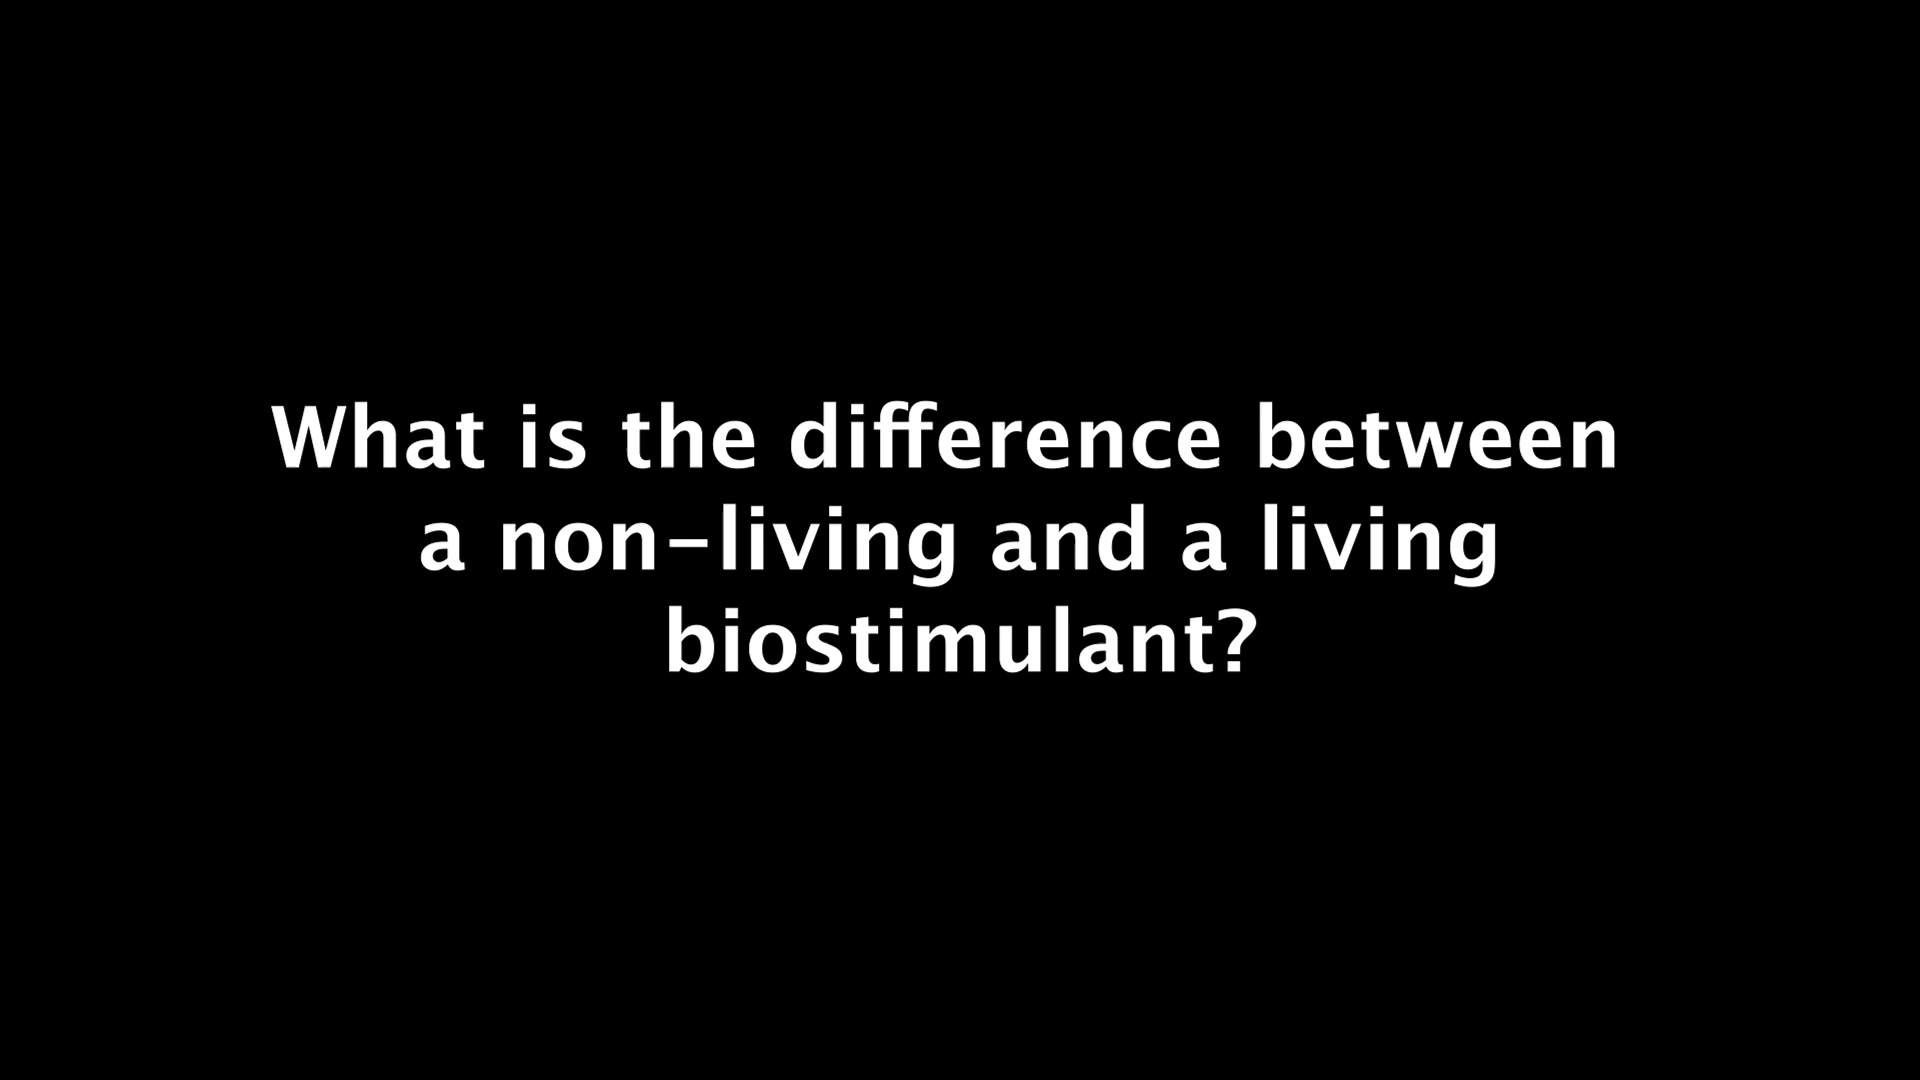 What is the difference between
a non-living and a living
biostimulant?